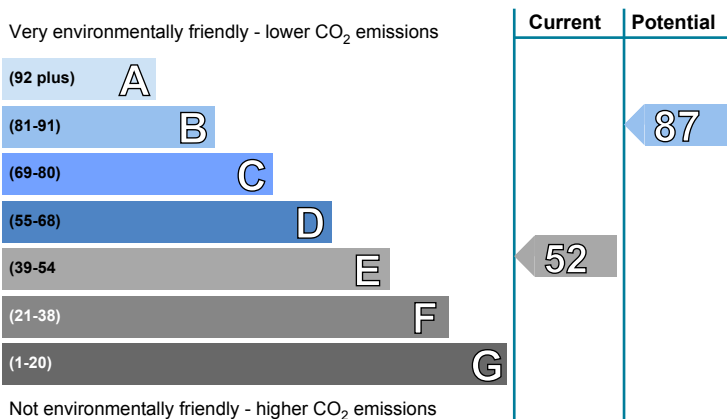 Very environmentally friendly - lower CO2 emissions
Current
Potential
(92 plus) A
(81-91) B
87
(69-80) C
(55-68) D
(39-54 E
52
(21-38) F
(1-20) G
Not environmentally friendly - higher CO2 emissions